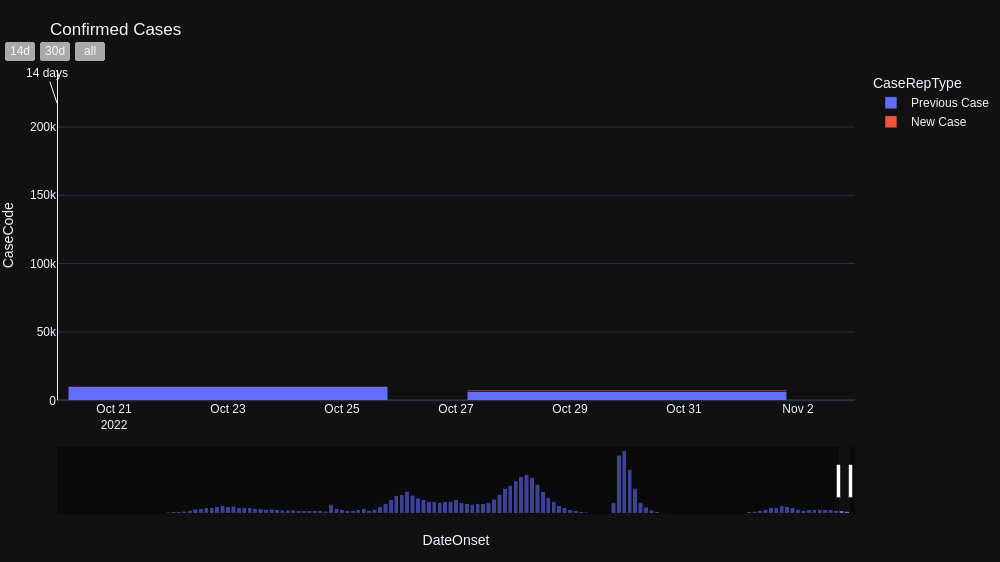 Confirmed Cases
14d 30d all
14 days
CaseRepType
Previous Case
New Case
200k
150k
100k
50k
0
CaseCode
Oct 21 Oct 23 Oct 25 Oct 27 Oct 29 Oct 31 Nov 2
2022
DateOnset